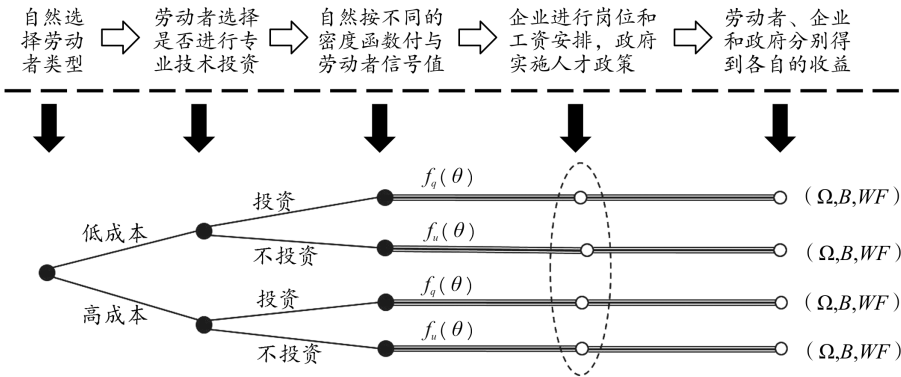 自然选
择劳动
者类型
劳动者选择
是否进行专
业技术投资
自然按不同的
密度函数付与
劳动者信号值
企业进行岗位和
工资安排，政府
实施人才政策
劳动者、企业
和政府分别得
到各自的收益
低成本
高成本
投资
不投资
投资
不投资
f_q(θ)
f_u(θ)
f_q(θ)
f_u(θ)
(Ω,B,WF)
(Ω,B,WF)
(Ω,B,WF)
(Ω,B,WF)